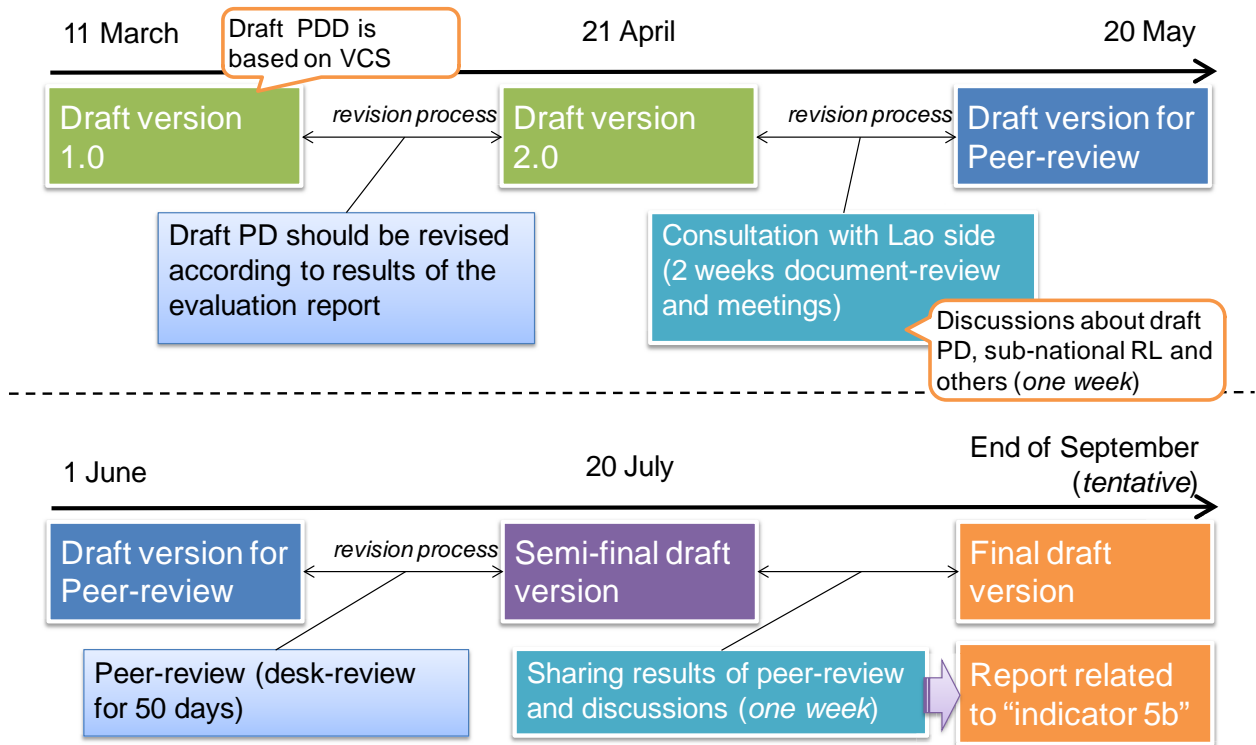 11 March
Draft PDD is
based on VCS
21 April
20 May
Draft version
1.0
revision process
Draft version
2.0
revision process
Draft version for
Peer-review
Draft PD should be revised
according to results of the
evaluation report
Consultation with Lao side
(2 weeks document-review
and meetings)
Discussions about draft
PD, sub-national RL and
others (one week)
1 June
20 July
End of September
(tentative)
Draft version for
Peer-review
revision process
Semi-final draft
version
Final draft
version
Peer-review (desk-review
for 50 days)
Sharing results of peer-review
and discussions (one week)
Report related
to “indicator 5b”